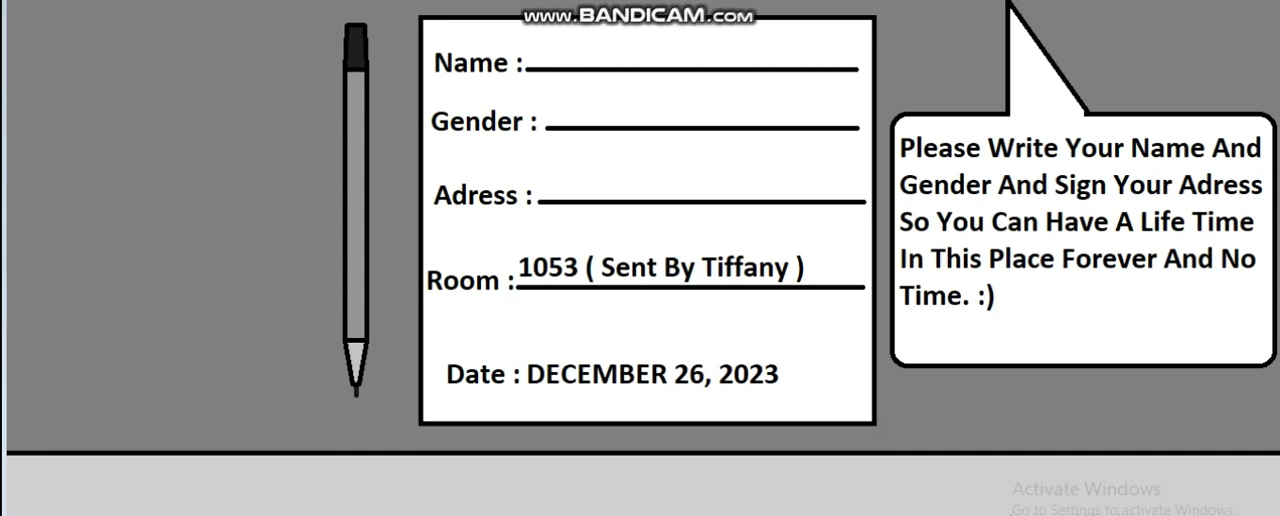 www.BANDICAM.com
Name :
Gender :
Adress :
Room : 1053 ( Sent By Tiffany )
Date : DECEMBER 26, 2023
Please Write Your Name And
Gender And Sign Your Adress
So You Can Have A Life Time
In This Place Forever And No
Time. :)
Activate Windows
Go to Settings to activate Windows.